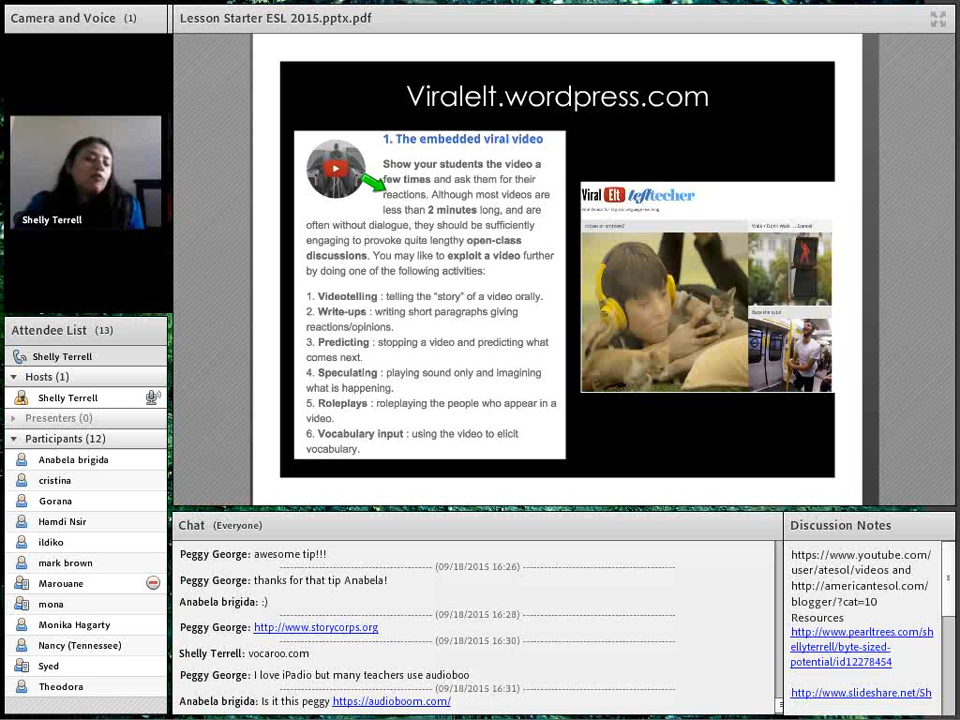 Camera and Voice (1)
Lesson Starter ESL 2015.pptx.pdf
Shelly Terrell
Viralelt.wordpress.com
1. The embedded viral video
Show your students the video a
few times and ask them for their
reactions. Although most videos are
less than 2 minutes long, and are
often without dialogue, they should be sufficiently
engaging to provoke quite lengthy open-class
discussions. You may like to exploit a video further
by doing one of the following activities:
1. Videotelling : telling the “story” of a video orally.
2. Write-ups : writing short paragraphs giving
reactions/opinions.
3. Predicting : stopping a video and predicting what
comes next.
4. Speculating : playing sound only and imagining
what is happening.
5. Roleplays : roleplaying the people who appear in a
video.
6. Vocabulary input : using the video to elicit
vocabulary.
Viral Elt leftecher
Attendee List (13)
Shelly Terrell
Hosts (1)
Shelly Terrell
Presenters (0)
Participants (12)
Anabela brigida
cristina
Gorana
Hamdi Nsir
ildiko
mark brown
Marouane
mona
Monika Hagarty
Nancy (Tennessee)
Syed
Theodora
Chat (Everyone)
Peggy George: awesome tip!!!
(09/18/2015 16:26)
Peggy George: thanks for that tip Anabela!
Anabela brigida: :)
(09/18/2015 16:28)
Peggy George: http://www.storycorps.org
(09/18/2015 16:30)
Shelly Terrell: vocaroo.com
Peggy George: I love iPadio but many teachers use audioboo
(09/18/2015 16:31)
Anabela brigida: Is it this peggy https://audioboom.com/
Discussion Notes
https://www.youtube.com/
user/atesol/videos and
http://americantesol.com/
blogger/?cat=10
Resources
http://www.pearltrees.com/sh
ellyterrell/byte-sized-
potential/id12278454
http://www.slideshare.net/Sh